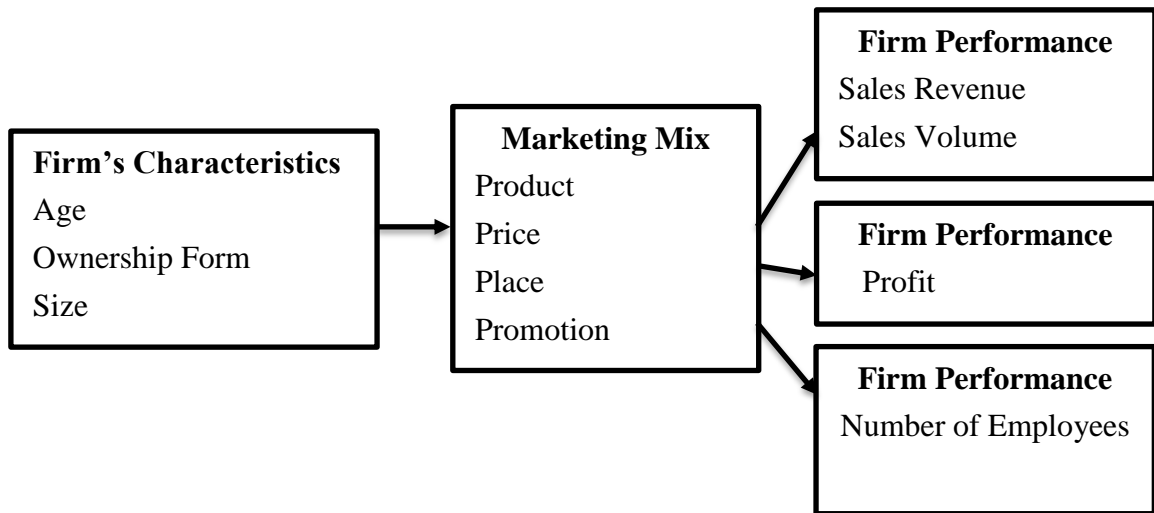 Firm’s Characteristics
Age
Ownership Form
Size
Marketing Mix
Product
Price
Place
Promotion
Firm Performance
Sales Revenue
Sales Volume
Firm Performance
Profit
Firm Performance
Number of Employees